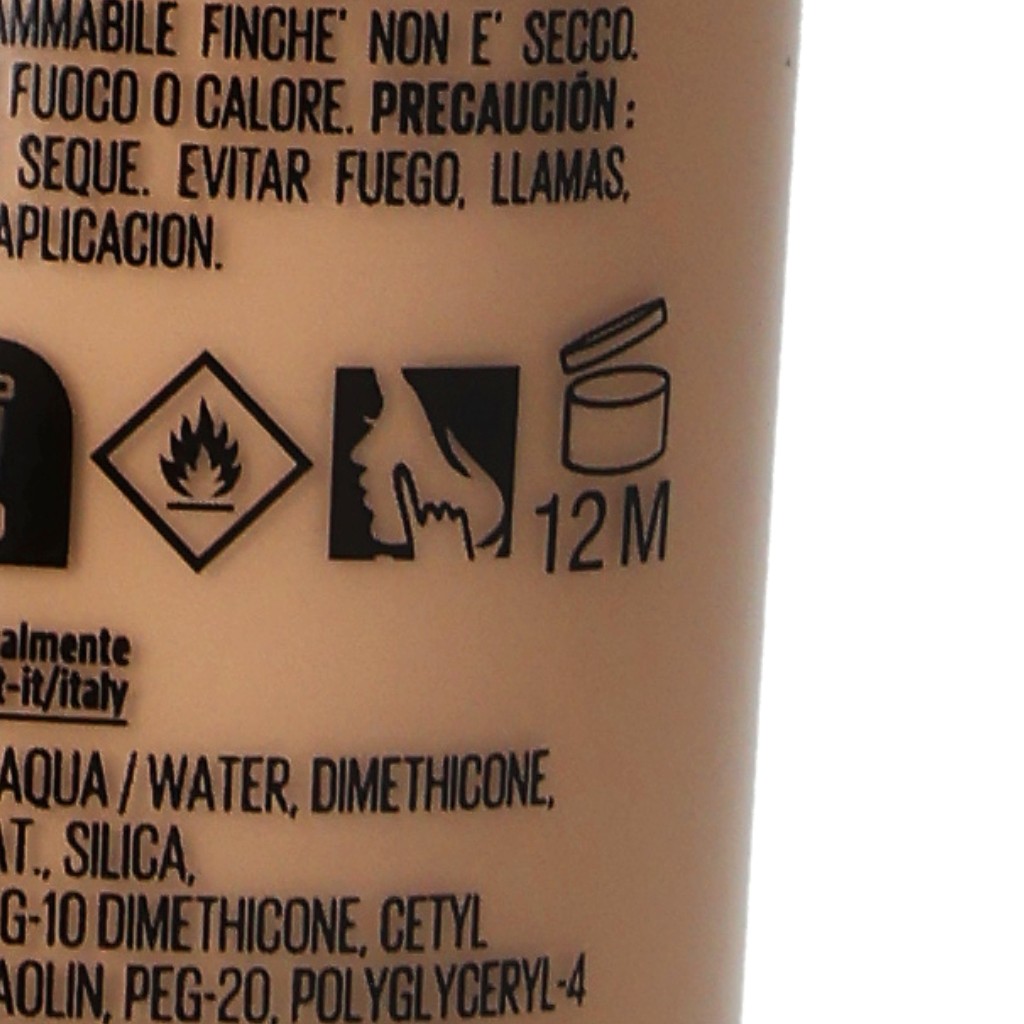 AMMABILE FINCHE' NON E' SECCO.
FUOCO O CALORE. PRECAUCIÓN:
SEQUE. EVITAR FUEGO, LLAMAS,
APLICACION.
12 M
almente
t-it/italy
AQUA / WATER, DIMETHICONE,
AT., SILICA,
G-10 DIMETHICONE, CETYL
AOLIN, PEG-20, POLYGLYCERYL-4